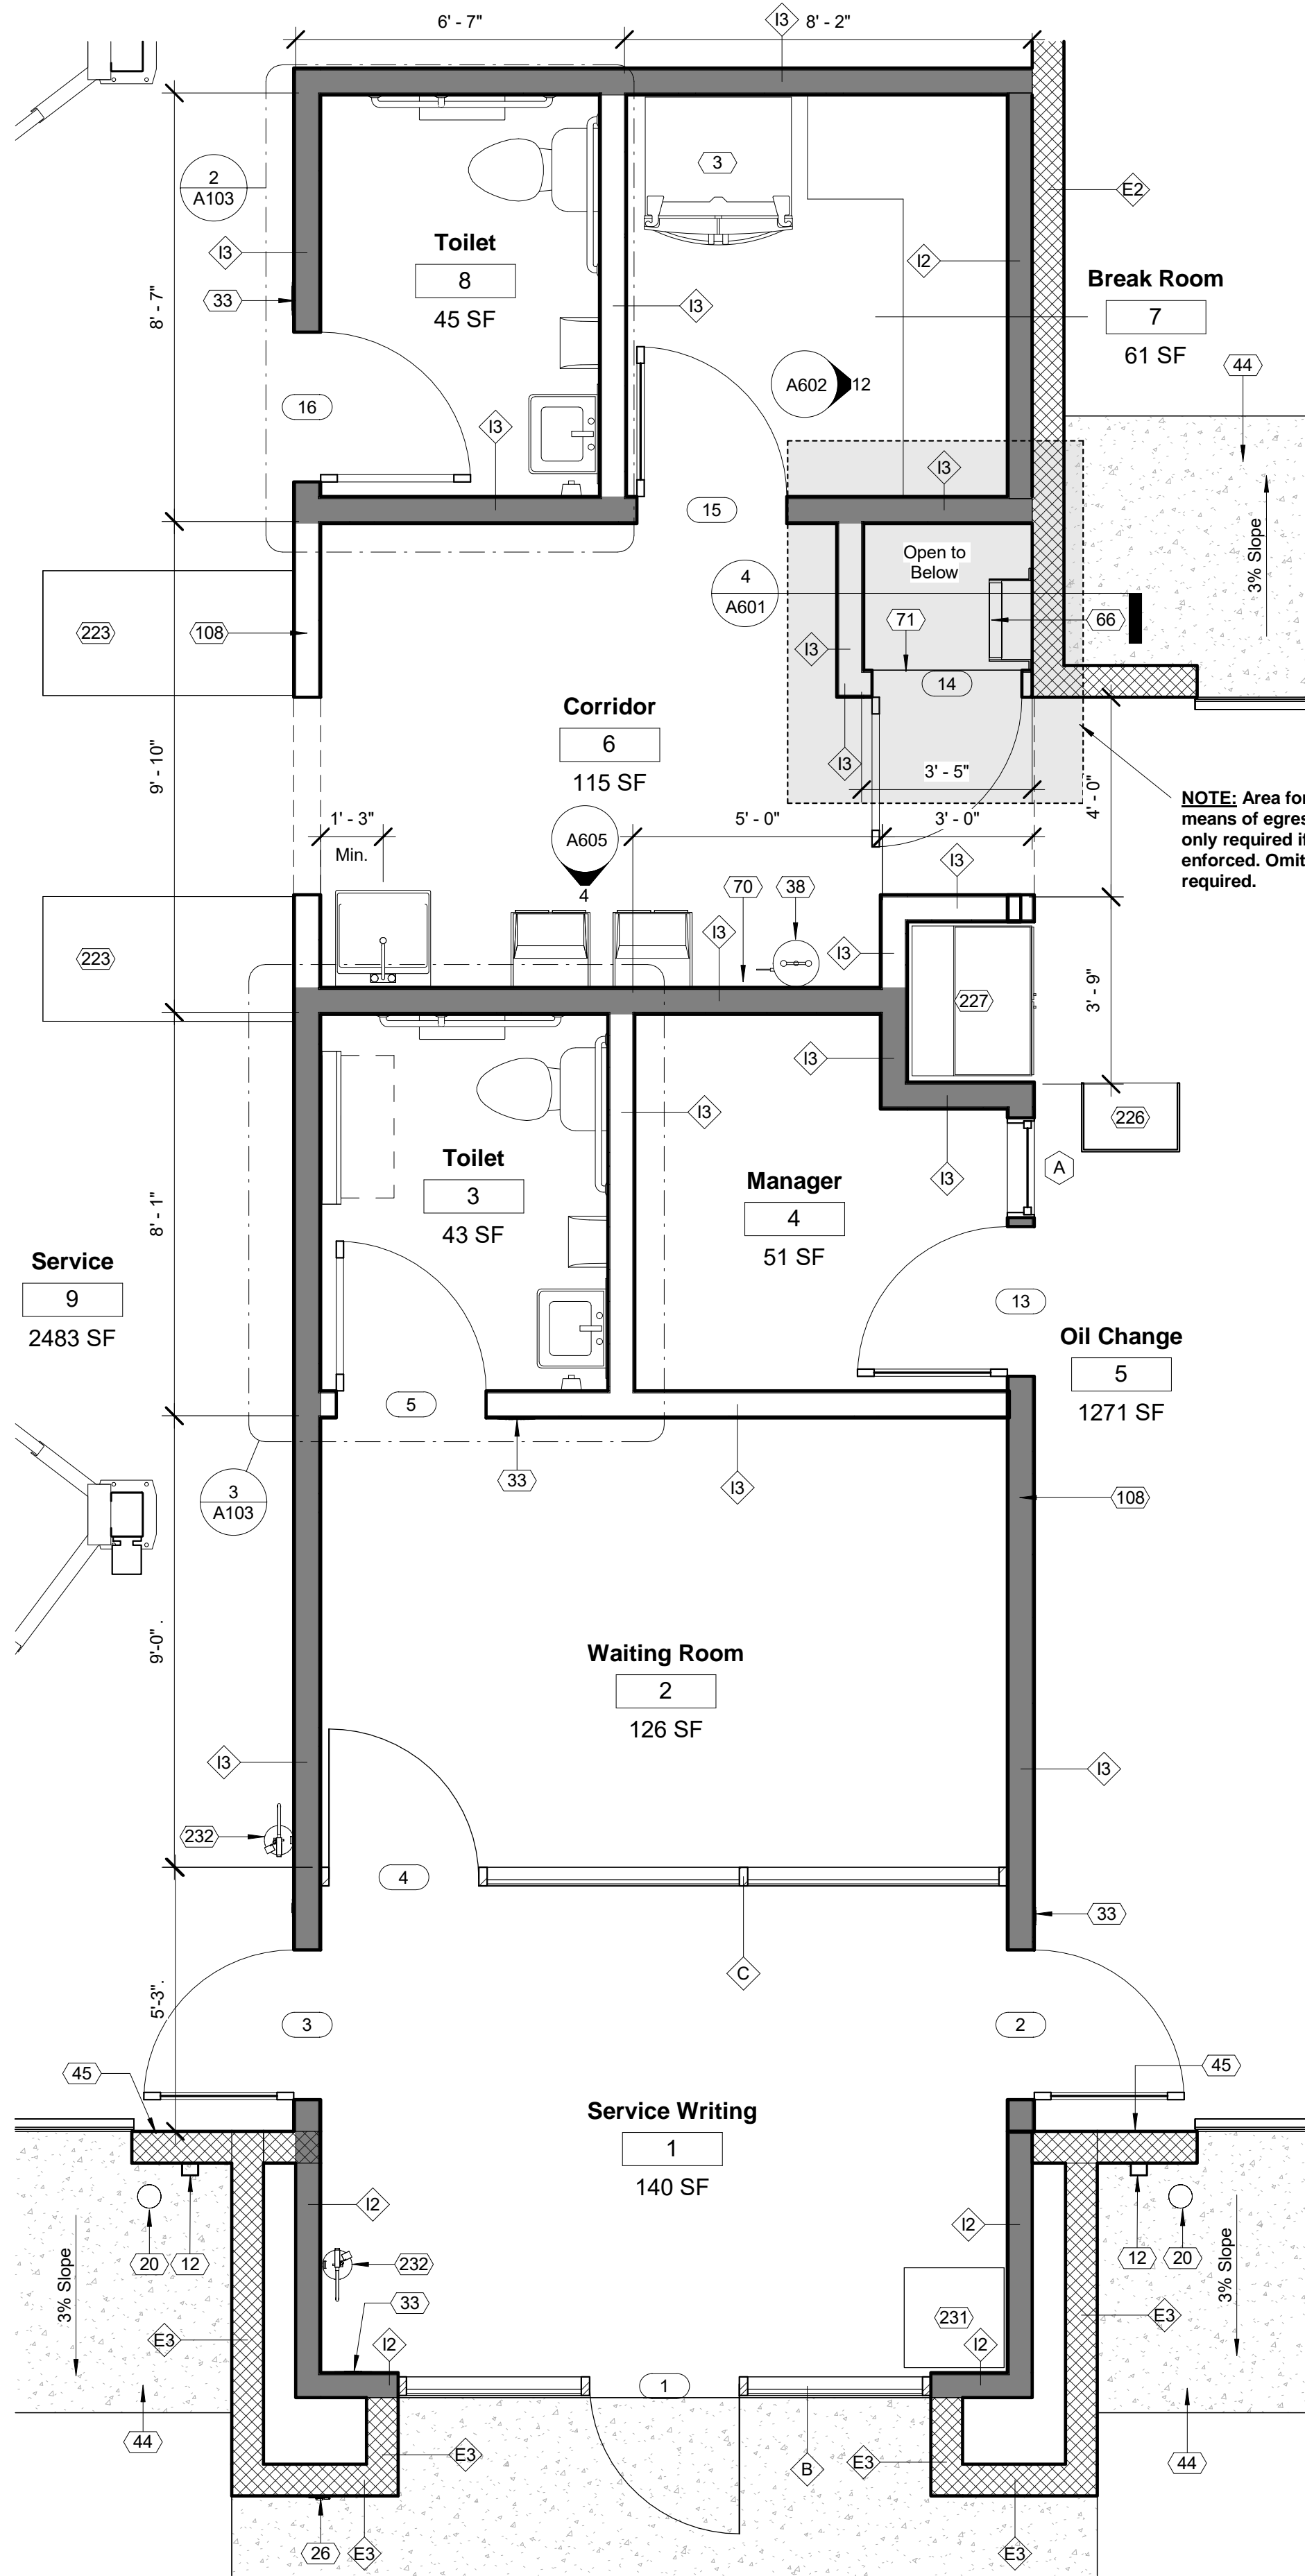 6' - 7"
I3
8' - 2"
2
A103
3
E2
I3
Toilet
8
45 SF
I2
Break Room
7
61 SF
33
I3
8' - 7"
44
A602
12
16
I3
I3
15
3% Slope
Open to
Below
4
A601
223
108
71
66
I3
14
Corridor
6
115 SF
I3
3' - 5"
9' - 10"
4' - 0"
NOTE: Area for
means of egres
only required if
enforced. Omit
required.
1' - 3"
Min.
A605
4
5' - 0"
3' - 0"
I3
70
38
I3
I3
223
227
3' - 9"
I3
I3
226
Toilet
3
43 SF
Manager
4
51 SF
I3
A
8' - 1"
Service
9
2483 SF
13
Oil Change
5
1271 SF
5
33
I3
108
3
A103
9'-0" .
Waiting Room
2
126 SF
I3
I3
232
4
33
C
5'-3" .
3
2
45
45
Service Writing
1
140 SF
I2
I2
20
12
232
12
20
3% Slope
3% Slope
33
231
E3
I2
I2
E3
1
44
E3
B
E3
44
26
E3
E3